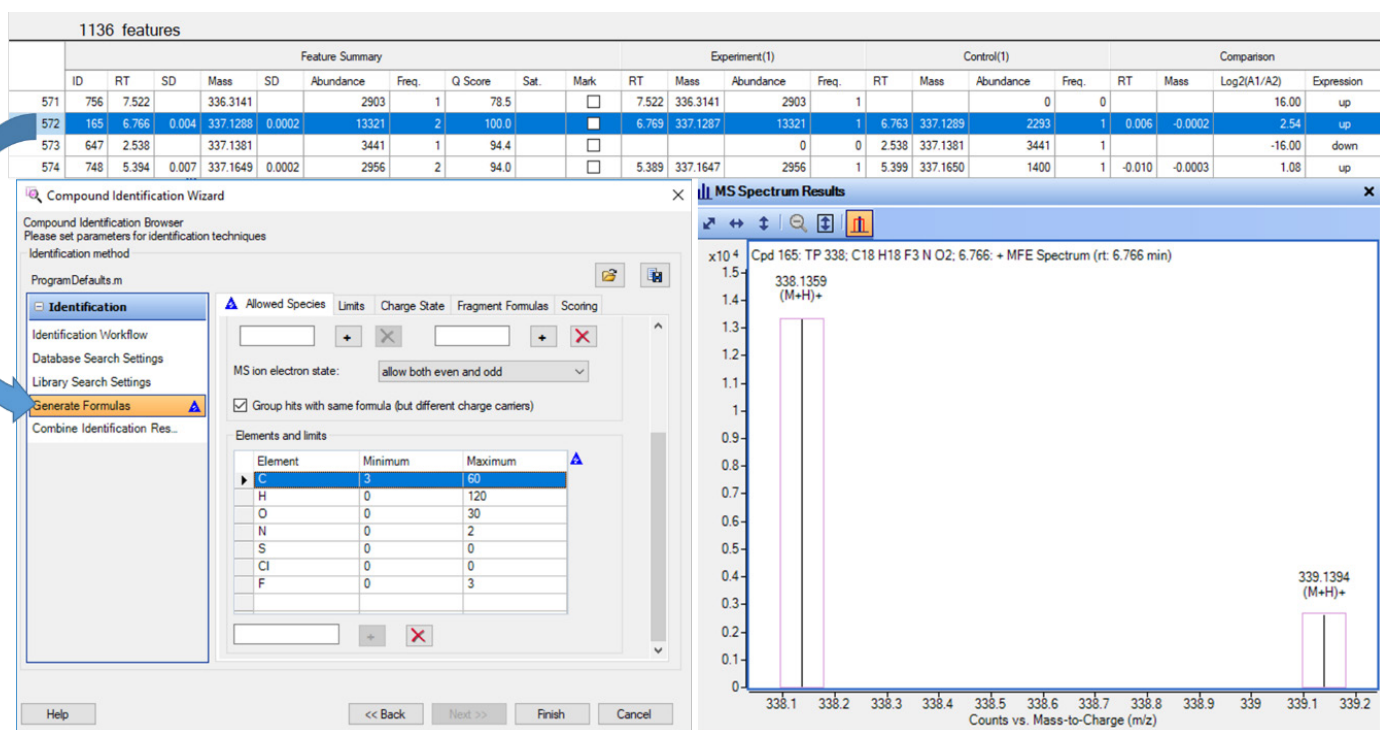 1136 features
Feature Summary Experiment(1) Control(1) Comparison
ID RT SD Mass SD Abundance Freq. Q Score Sat. Mark RT Mass Abundance Freq. RT Mass Abundance Freq. RT Mass Log2(A1/A2) Expression
571 756 7.522 336.3141 2903 1 78.5 7.522 336.3141 2903 1 0 0 16.00 up
572 165 6.766 0.004 337.1288 0.0002 13321 2 100.0 6.769 337.1287 13321 1 6.763 337.1289 2293 1 0.006 -0.0002 2.54 up
573 647 2.538 337.1381 3441 1 94.4 0 0 2.538 337.1381 3441 1 -16.00 down
574 748 5.394 0.007 337.1649 0.0002 2956 2 94.0 5.389 337.1647 2956 1 5.399 337.1650 1400 1 -0.010 -0.0003 1.08 up
Compound Identification Wizard
Compound Identification Browser
Please set parameters for identification techniques
Identification method
ProgramDefaults.m
Identification
Identification Workflow
Database Search Settings
Library Search Settings
Generate Formulas
Combine Identification Res...
Allowed Species Limits Charge State Fragment Formulas Scoring
MS ion electron state: allow both even and odd
Group hits with same formula (but different charge carriers)
Elements and limits
Element Minimum Maximum
C 3 60
H 0 120
O 0 30
N 0 2
S 0 0
Cl 0 0
F 0 3
Help << Back Next >> Finish Cancel
MS Spectrum Results
x10 4 Cpd 165: TP 338; C18 H18 F3 N O2; 6.766: + MFE Spectrum (rt: 6.766 min)
1.5
1.4
1.3
1.2
1.1
1
0.9
0.8
0.7
0.6
0.5
0.4
0.3
0.2
0.1
0
338.1359
(M+H)+
339.1394
(M+H)+
338.1 338.2 338.3 338.4 338.5 338.6 338.7 338.8 338.9 339 339.1 339.2
Counts vs. Mass-to-Charge (m/z)